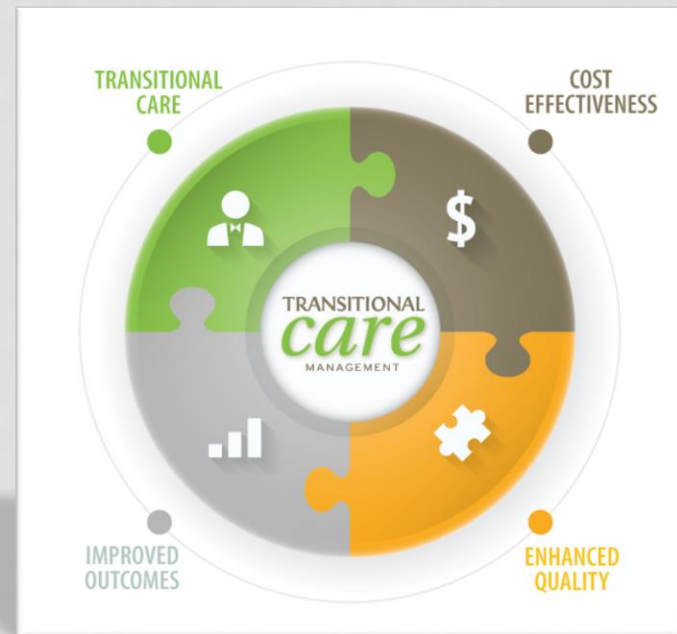 TRANSITIONAL
CARE
COST
EFFECTIVENESS
$
TRANSITIONAL
care
MANAGEMENT
IMPROVED
OUTCOMES
ENHANCED
QUALITY